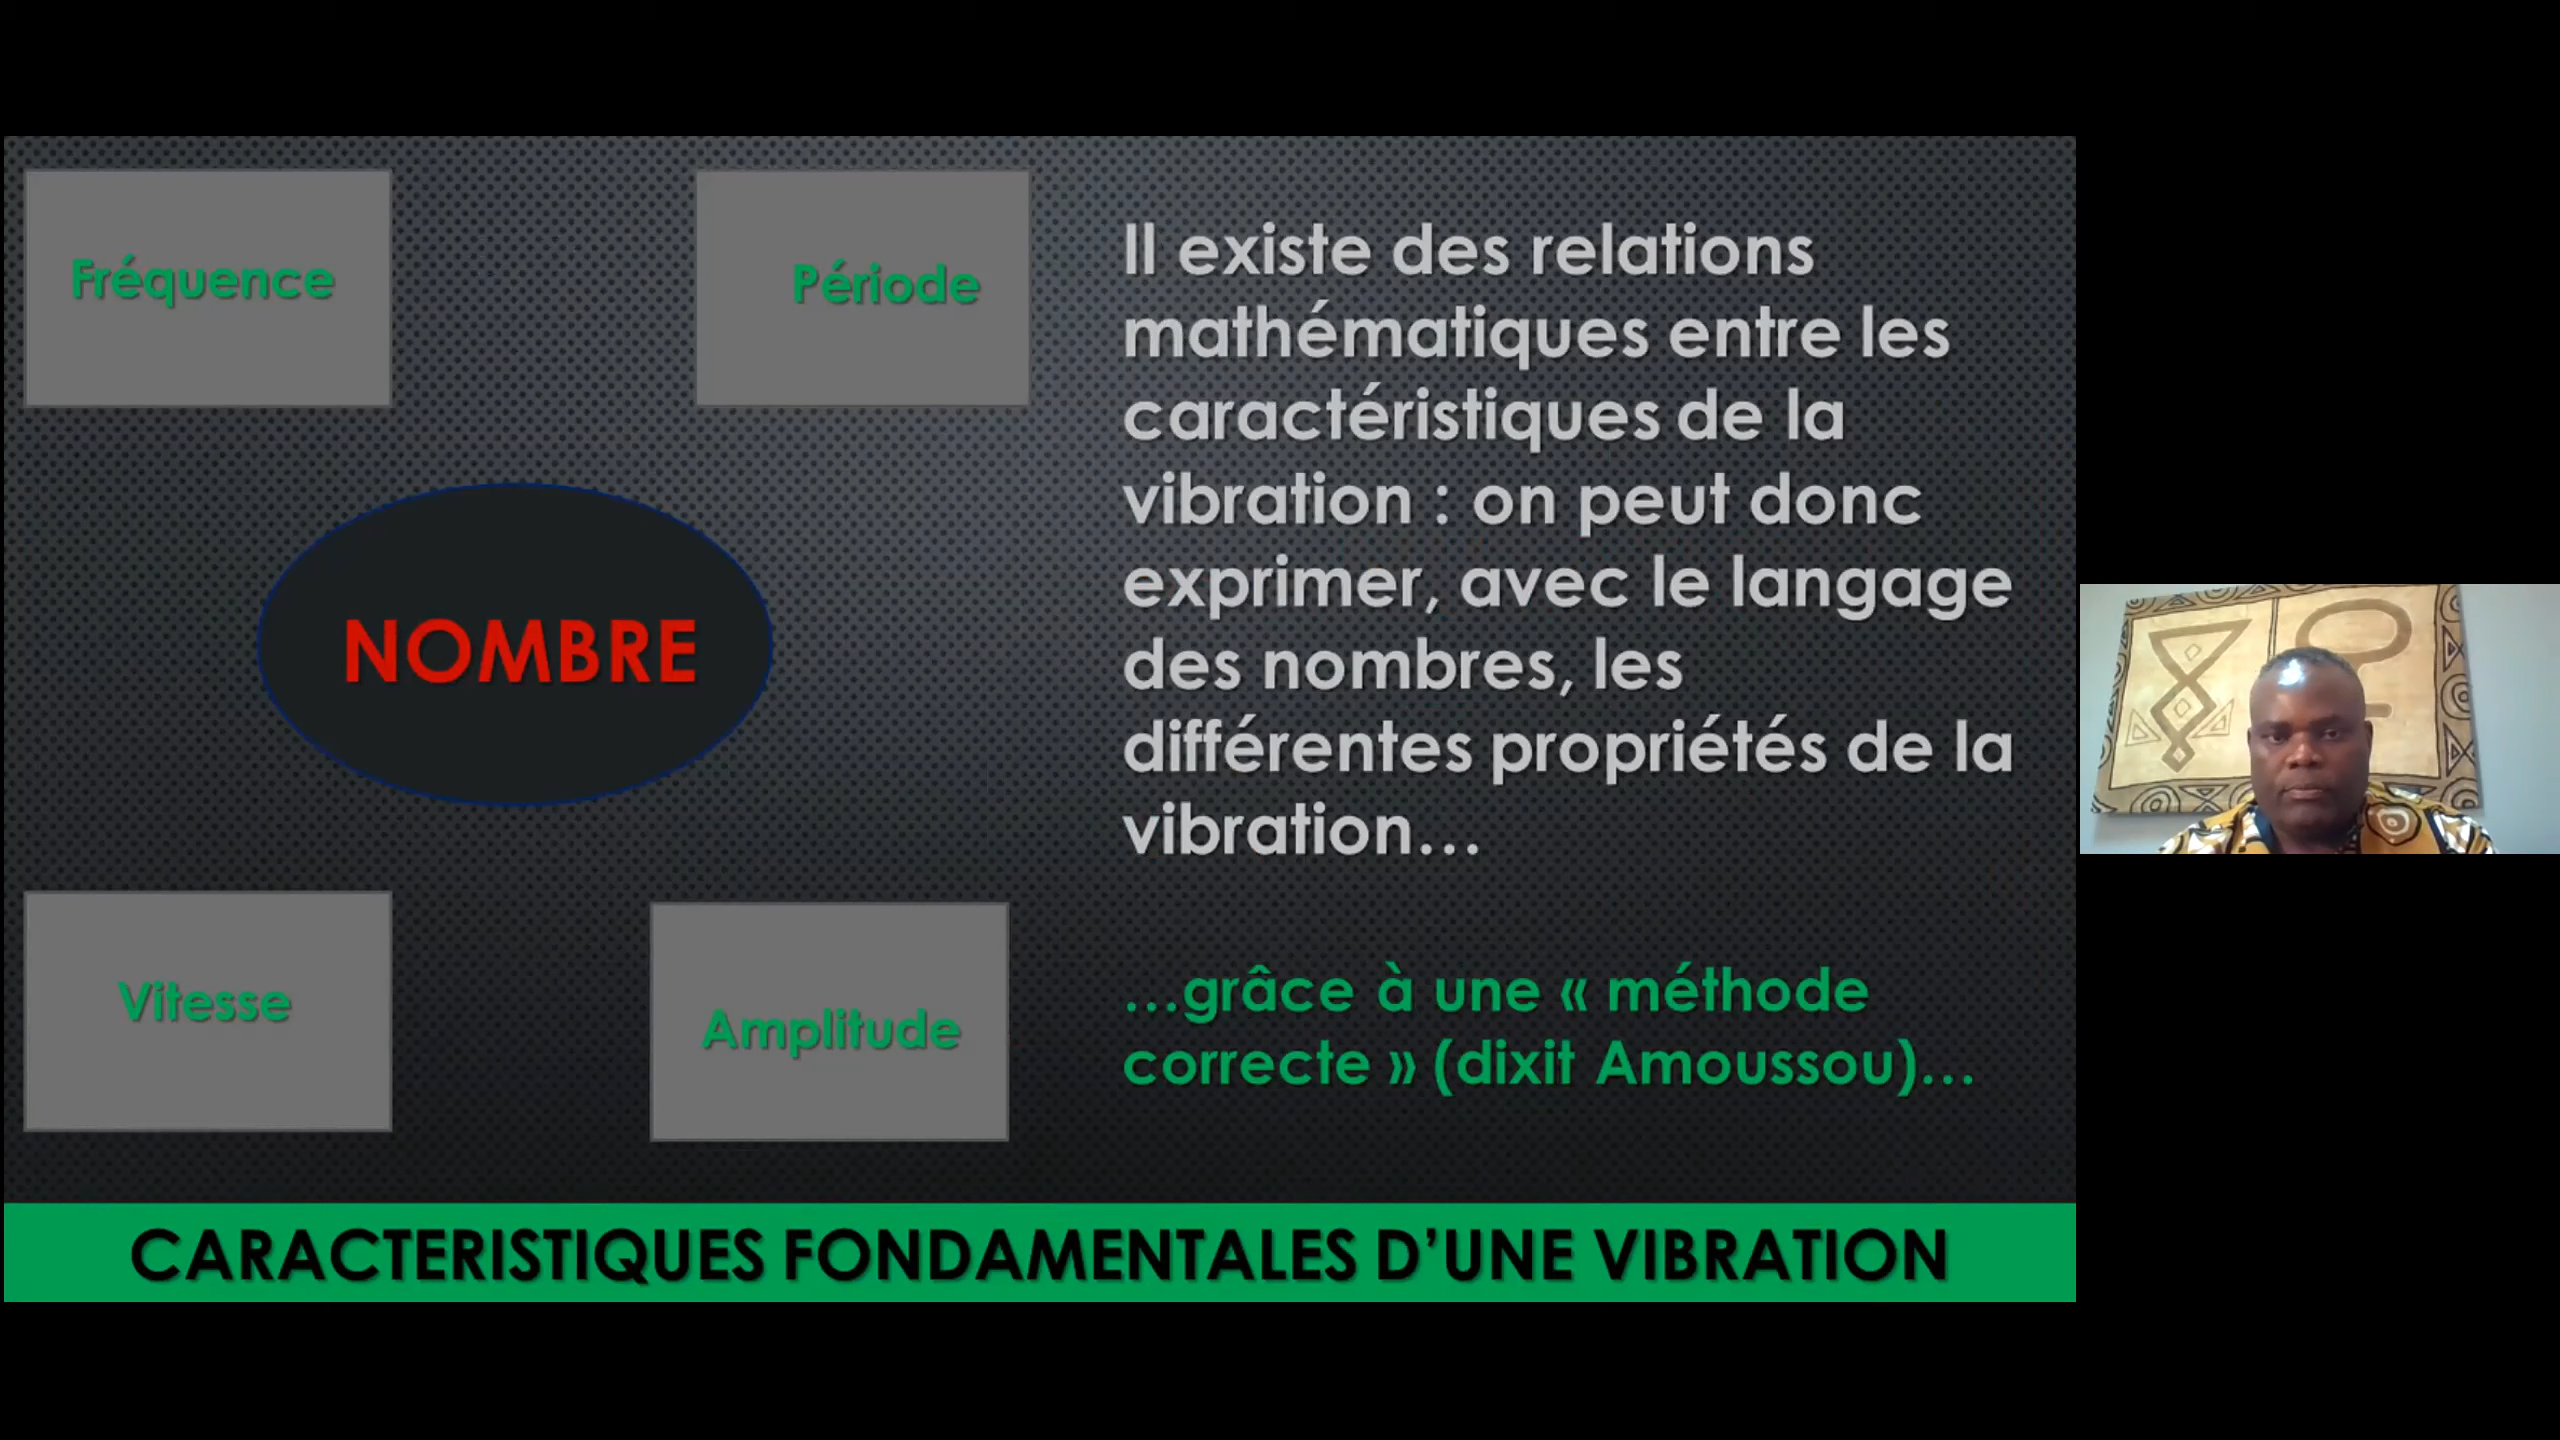 Fréquence
Période
NOMBRE
Vitesse
Amplitude
Il existe des relations
mathématiques entre les
caractéristiques de la
vibration : on peut donc
exprimer, avec le langage
des nombres, les
différentes propriétés de la
vibration…
…grâce à une « méthode
correcte » (dixit Amoussou)…
CARACTERISTIQUES FONDAMENTALES D’UNE VIBRATION